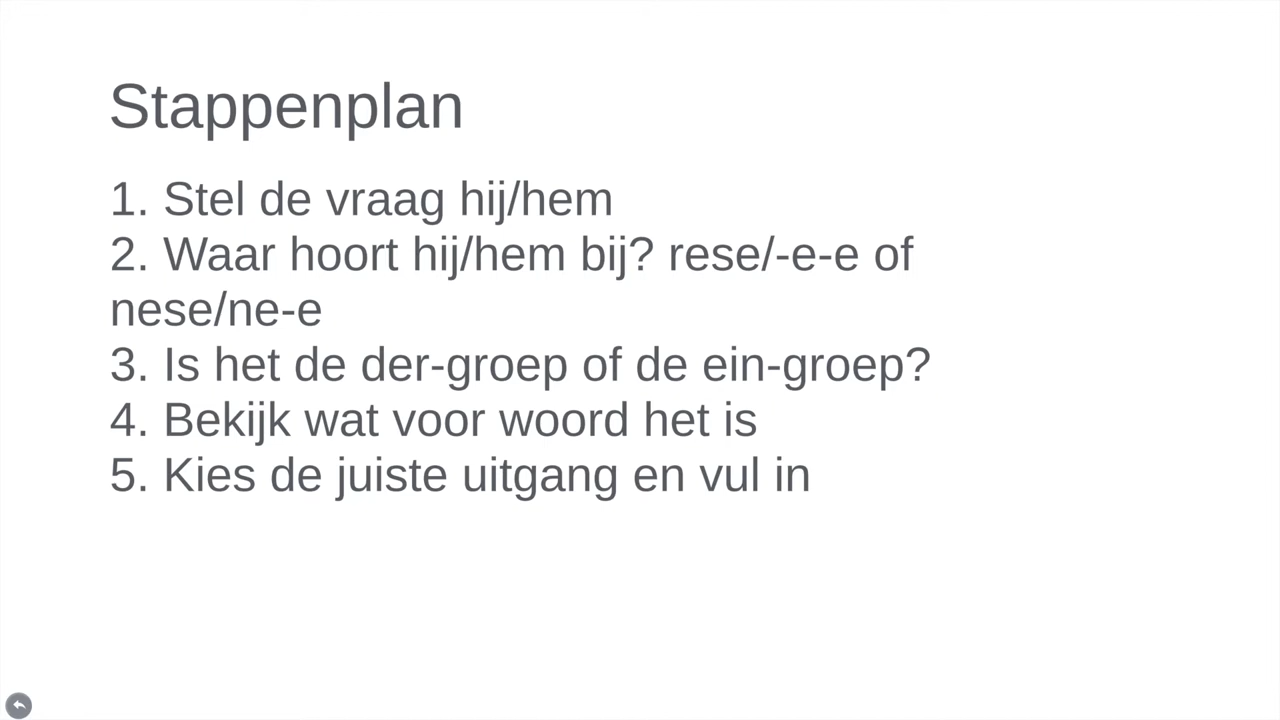 Stappenplan
1. Stel de vraag hij/hem
2. Waar hoort hij/hem bij? rese/-e-e of
nese/ne-e
3. Is het de der-groep of de ein-groep?
4. Bekijk wat voor woord het is
5. Kies de juiste uitgang en vul in